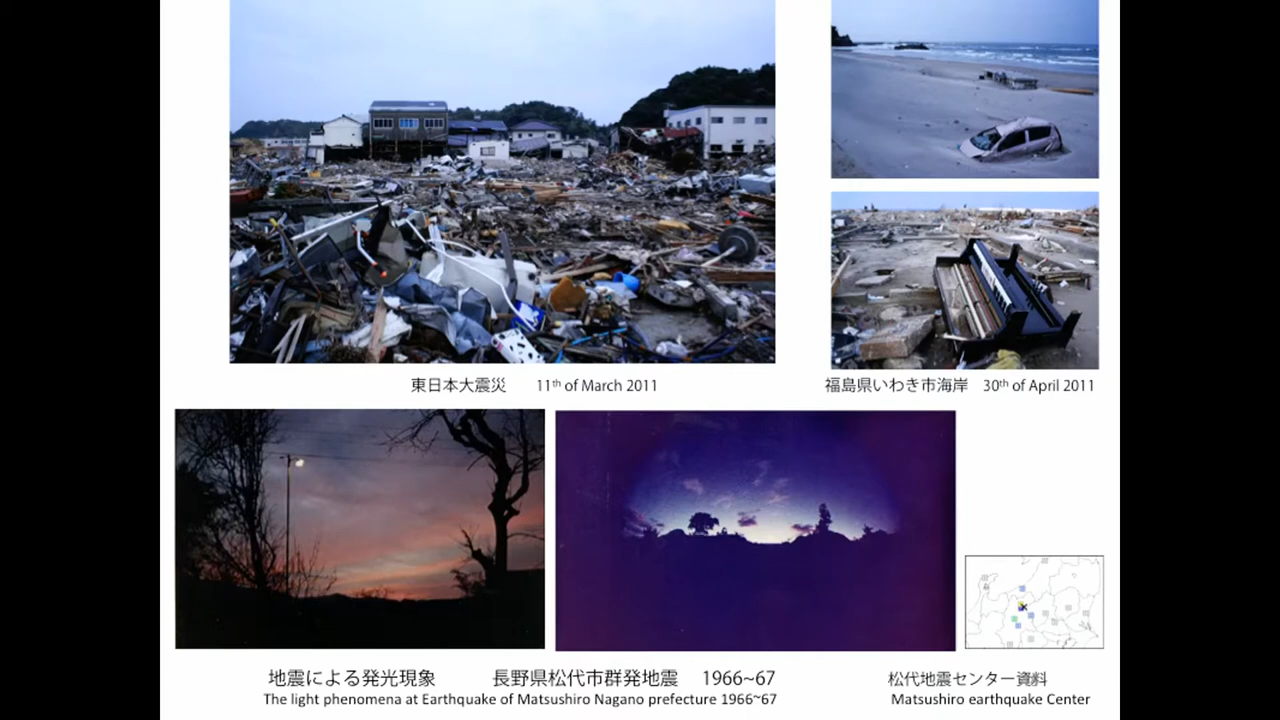 東日本大震災 11th of March 2011
福島県いわき市海岸 30th of April 2011
地震による発光現象 長野県松代市群発地震 1966~67
The light phenomena at Earthquake of Matsushiro Nagano prefecture 1966~67
松代地震センター資料
Matsushiro earthquake Center